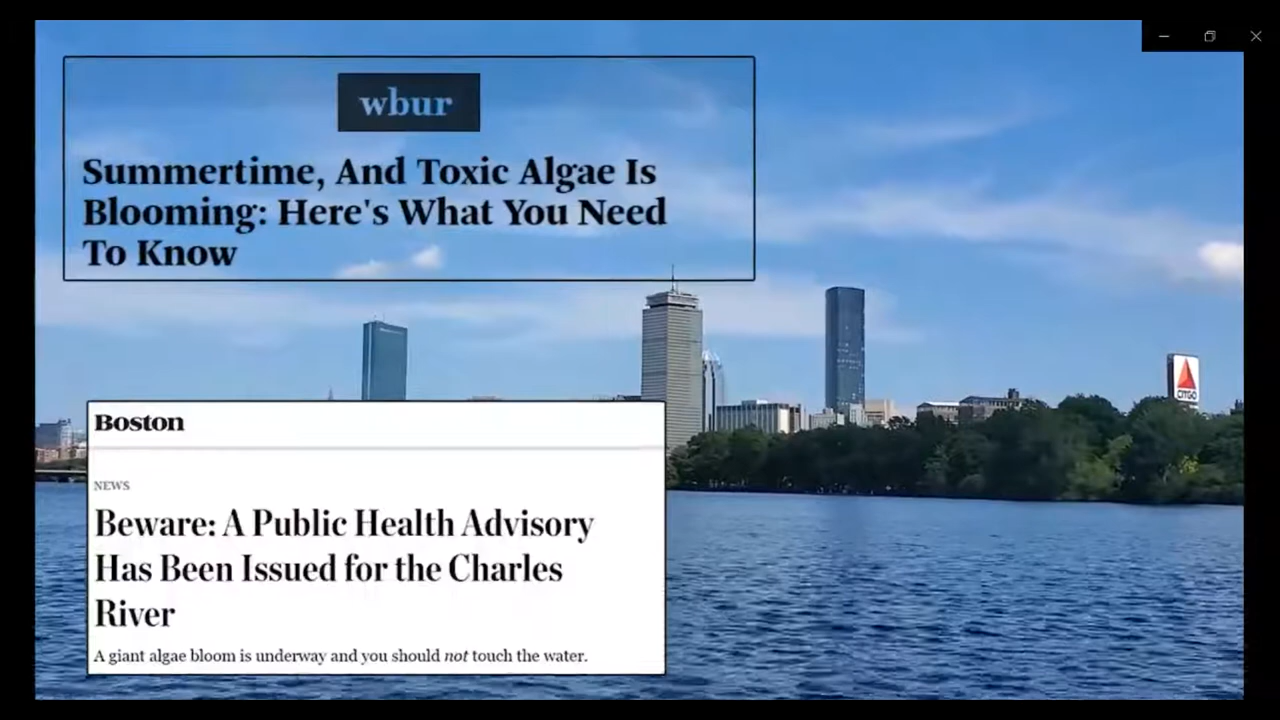 wbur
Summertime, And Toxic Algae Is
Blooming: Here's What You Need
To Know
CITGO
Boston
NEWS
Beware: A Public Health Advisory
Has Been Issued for the Charles
River
A giant algae bloom is underway and you should not touch the water.